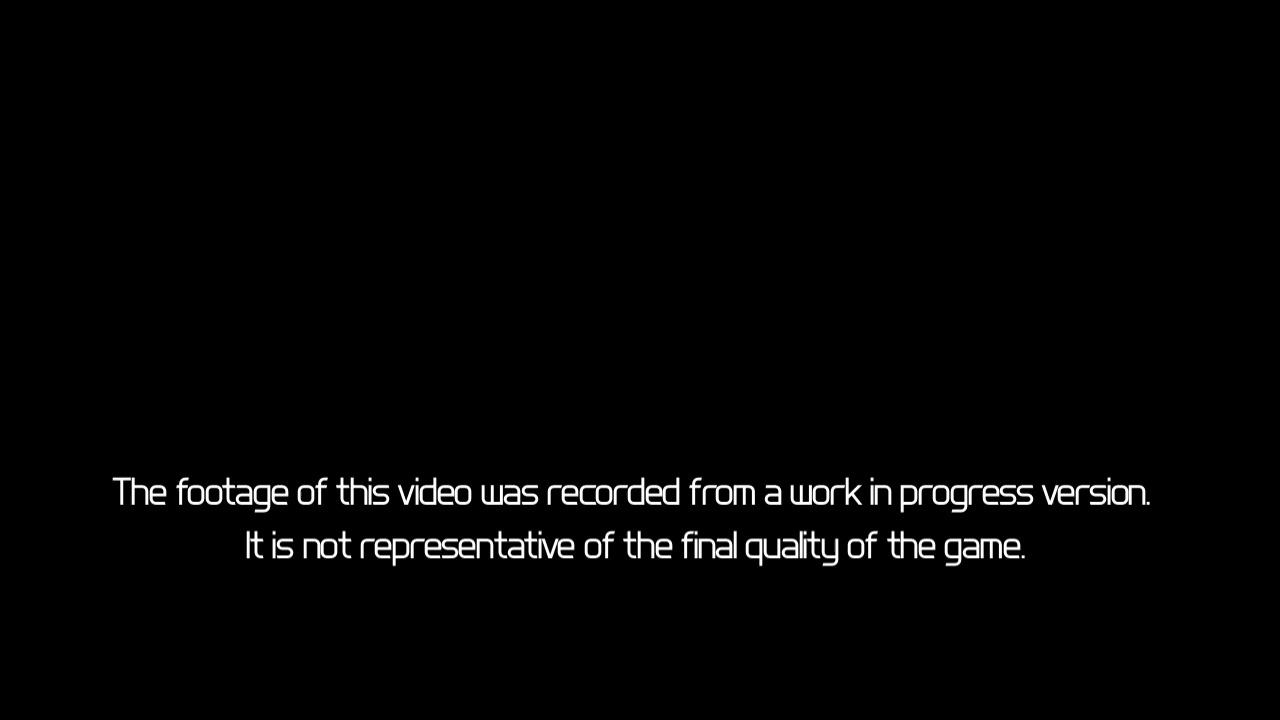 The footage of this video was recorded from a work in progress version.
It is not representative of the final quality of the game.